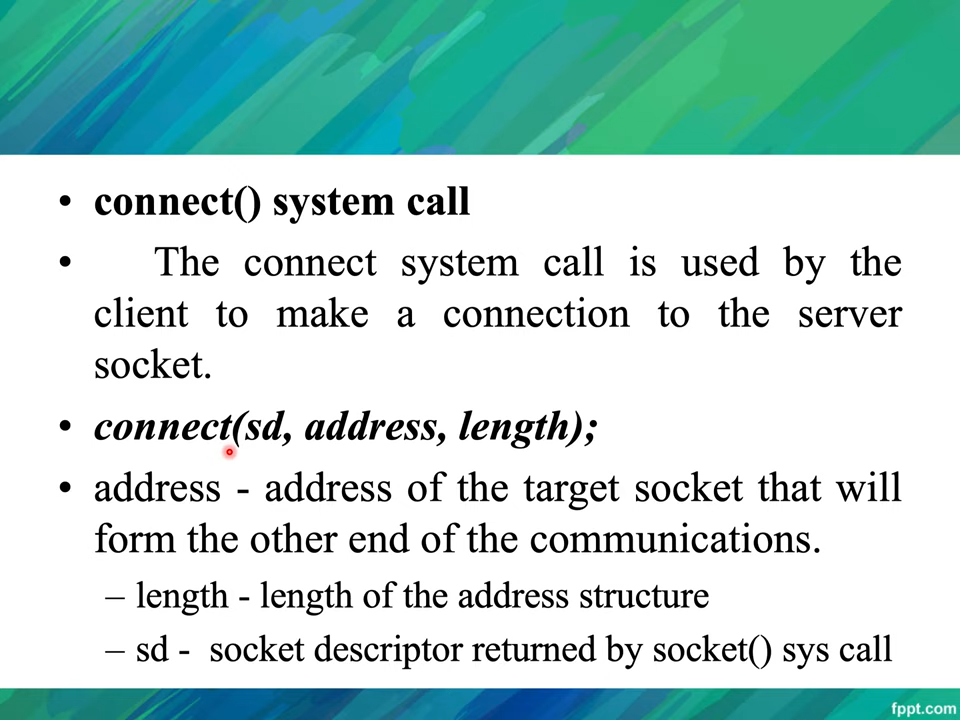 • connect() system call
• The connect system call is used by the
client to make a connection to the server
socket.
• connect(sd, address, length);
• address - address of the target socket that will
form the other end of the communications.
– length - length of the address structure
– sd - socket descriptor returned by socket() sys call
fppt.com